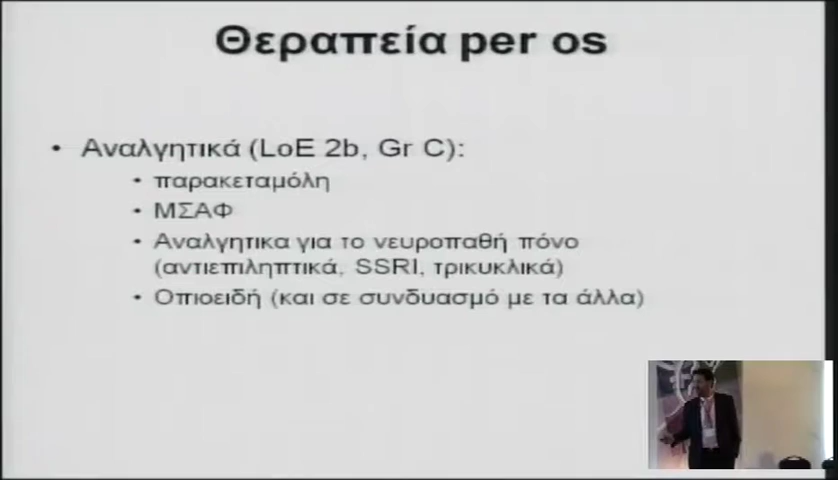 Θεραπεία per os
• Αναλγητικά (LoE 2b, Gr C):
• παρακεταμόλη
• ΜΣΑΦ
• Αναλγητικα για το νευροπαθή πόνο
(αντιεπιληπτικά, SSRI, τρικυκλικά)
• Οπιοειδή (και σε συνδυασμό με τα άλλα)